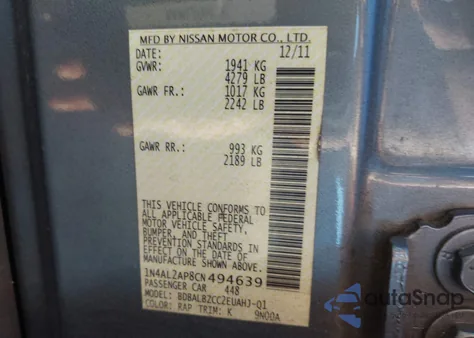 MFD BY NISSAN MOTOR CO., LTD.
DATE: 12/11
GVWR: 1941 KG
4279 LB
GAWR FR.: 1017 KG
2242 LB
GAWR RR.: 993 KG
2189 LB
THIS VEHICLE CONFORMS TO
ALL APPLICABLE FEDERAL
MOTOR VEHICLE SAFETY,
BUMPER, AND THEFT
PREVENTION STANDARDS IN
EFFECT ON THE DATE OF
MANUFACTURE SHOWN ABOVE.
1N4AL2AP8CN494639
PASSENGER CAR 448
MODEL: BDBALBZCCZEUAHJ-Q1
COLOR: RAP TRIM: K 9N00A
autoSnap